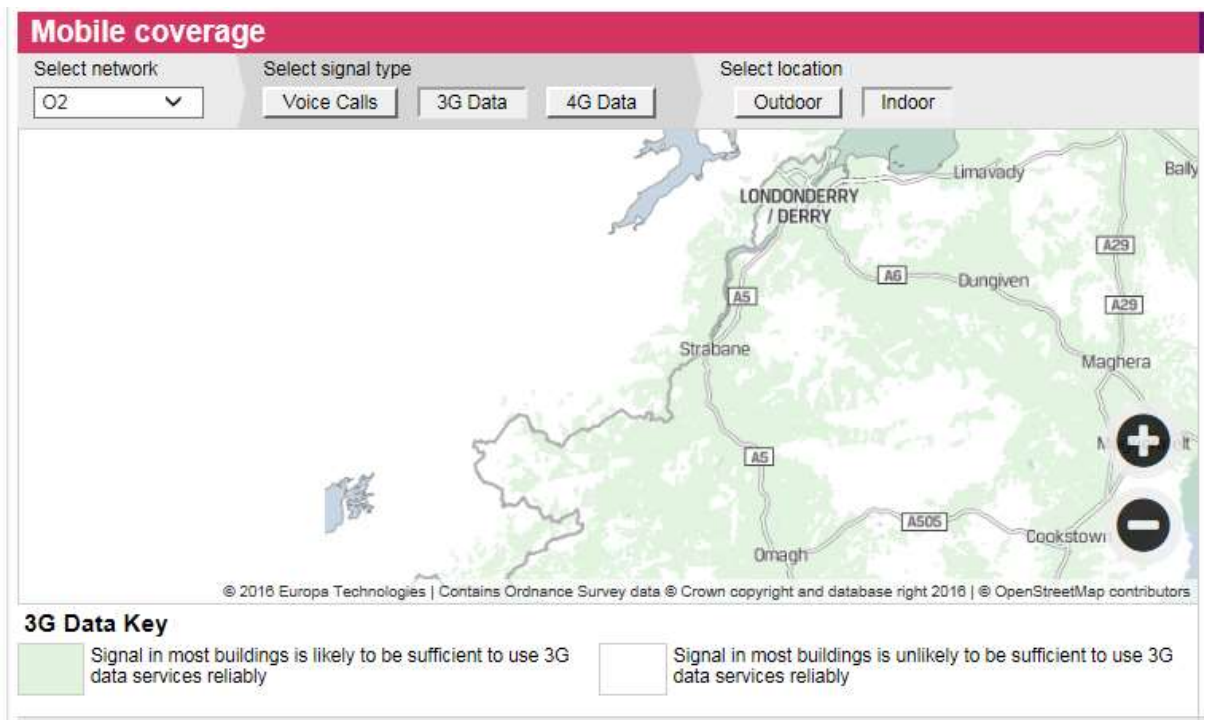 Mobile coverage
Select network
Select signal type
Select location
O2
Voice Calls
3G Data
4G Data
Outdoor
Indoor
Limavady
Bally
LONDONDERRY
/ DERRY
A29
A6
Dungiven
A5
A29
Strabane
Maghera
A5
A505
Cookstown
Omagh
© 2016 Europa Technologies | Contains Ordnance Survey data © Crown copyright and database right 2016 | © OpenStreetMap contributors
3G Data Key
Signal in most buildings is likely to be sufficient to use 3G
data services reliably
Signal in most buildings is unlikely to be sufficient to use 3G
data services reliably